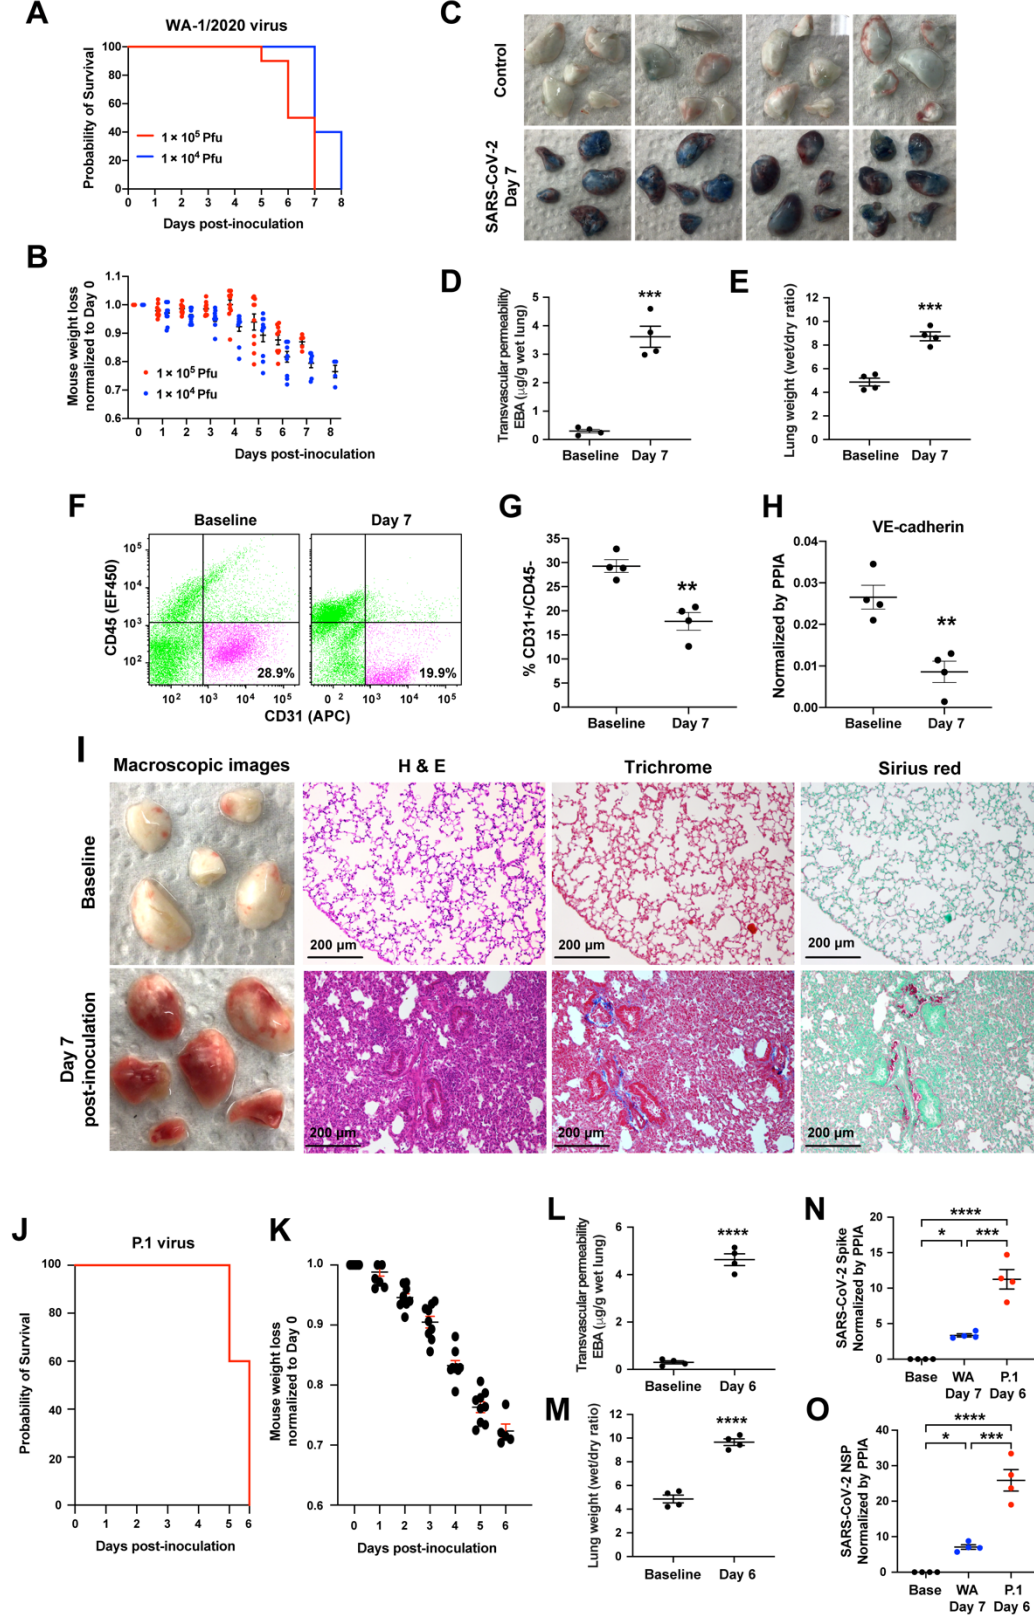 A
WA-1/2020 virus
Probability of Survival
100
80
60
40
20
0
1 × 10⁵ Pfu
1 × 10⁴ Pfu
0 1 2 3 4 5 6 7 8
Days post-inoculation
B
Mouse weight loss
normalized to Day 0
1.1
1.0
0.9
0.8
0.7
0.6
1 × 10⁵ Pfu
1 × 10⁴ Pfu
0 1 2 3 4 5 6 7 8
Days post-inoculation
C
Control
SARS-CoV-2
Day 7
D
Transvascular permeability
EBA (µg/g wet lung)
5
4
3
2
1
0
***
Baseline Day 7
E
Lung weight (wet/dry ratio)
12
10
8
6
4
2
0
***
Baseline Day 7
F
Baseline Day 7
CD45 (EF450)
10⁵
10⁴
10³
10²
28.9%
19.9%
10² 10³ 10⁴ 10⁵
0 10² 10³ 10⁴ 10⁵
CD31 (APC)
G
% CD31+/CD45-
35
30
25
20
15
10
5
0
**
Baseline Day 7
H
VE-cadherin
Normalized by PPIA
0.04
0.03
0.02
0.01
0.00
**
Baseline Day 7
I
Macroscopic images H & E Trichrome Sirius red
Baseline
200 µm 200 µm 200 µm
Day 7
post-inoculation
200 µm 200 µm 200 µm
J
P.1 virus
Probability of Survival
100
80
60
40
20
0
0 1 2 3 4 5 6
Days post-inoculation
K
Mouse weight loss
normalized to Day 0
1.0
0.9
0.8
0.7
0.6
0 1 2 3 4 5 6
Days post-inoculation
L
Transvascular permeability
EBA (µg/g wet lung)
6
4
2
0
****
Baseline Day 6
M
Lung weight (wet/dry ratio)
12
10
8
6
4
2
0
****
Baseline Day 6
N
SARS-CoV-2 Spike
Normalized by PPIA
20
15
10
5
0
****
* ***
Base WA P.1
Day 7 Day 6
O
SARS-CoV-2 NSP
Normalized by PPIA
40
30
20
10
0
****
* ***
Base WA P.1
Day 7 Day 6